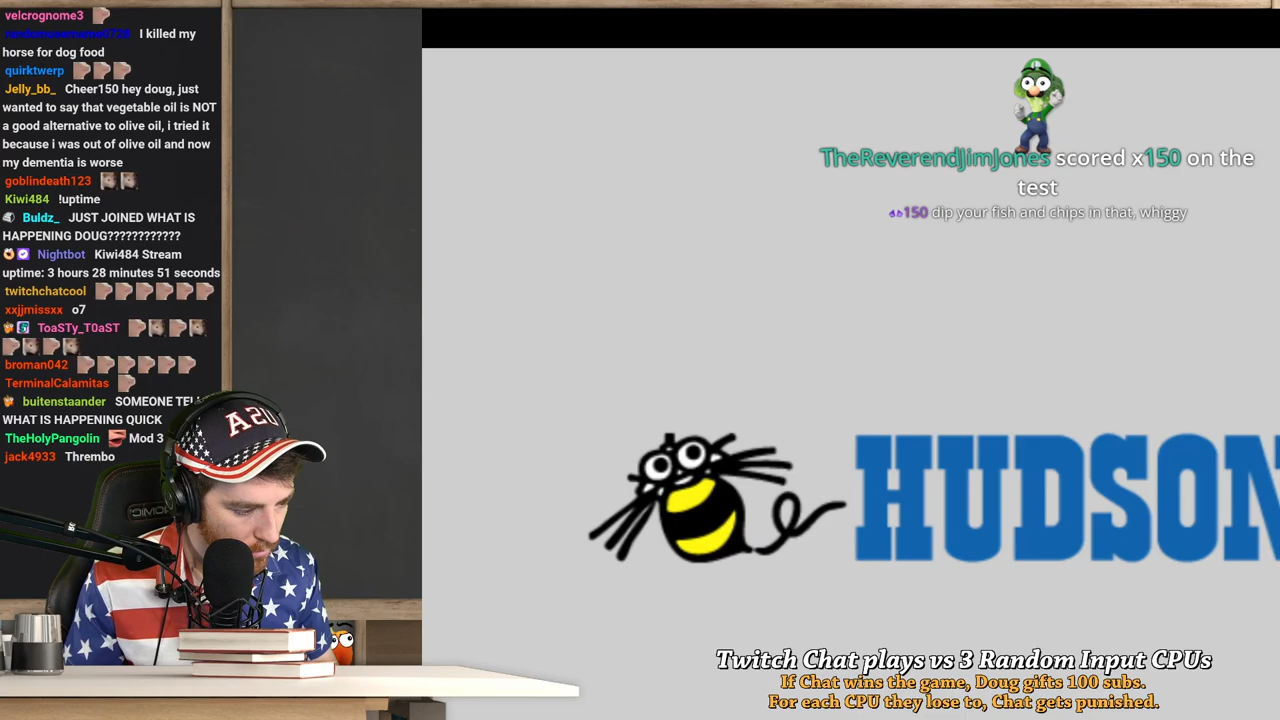 velcrognome3
I killed my
horse for dog food
quirktwerp
Jelly_bb_ Cheer150 hey doug, just
wanted to say that vegetable oil is NOT
a good alternative to olive oil, i tried it
because i was out of olive oil and now
my dementia is worse
goblindeath123
Kiwi484 !uptime
Buldz_ JUST JOINED WHAT IS
HAPPENING DOUG????????????
Nightbot Kiwi484 Stream
uptime: 3 hours 28 minutes 51 seconds
twitchchatcool
xxjjmissxx o7
ToaSTy_T0aST
broman042
TerminalCalamitas
buitenstaander SOMEONE
WHAT IS HAPPENING QUICK
TheHolyPangolin Mod 3
jack4933 Thrembo
USA
TheReverendJimJones scored x150 on the
test
150 dip your fish and chips in that, whiggy
HUDSON
Twitch Chat plays vs 3 Random Input CPUs
If Chat wins the game, Doug gifts 100 subs.
For each CPU they lose to, Chat gets punished.